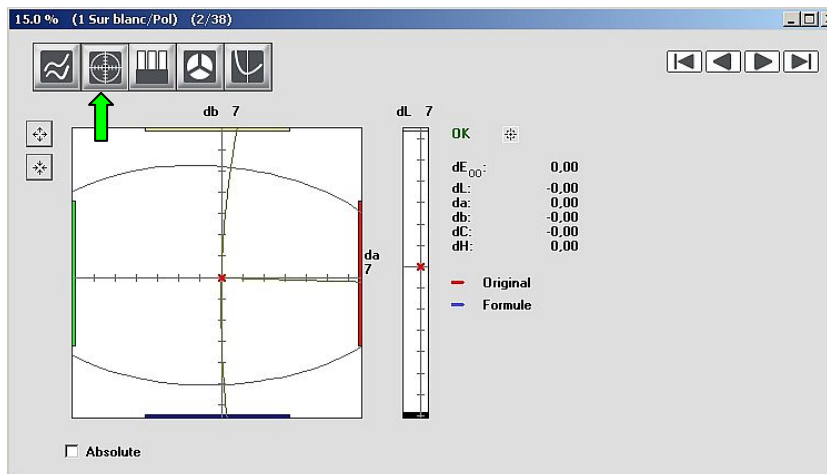 15.0 % (1 Sur blanc/Pol) (2/38)
db 7
dL 7
OK
dE00: 0,00
dL: -0,00
da: 0,00
db: -0,00
dC: -0,00
dH: 0,00
da
7
Original
Formule
Absolute